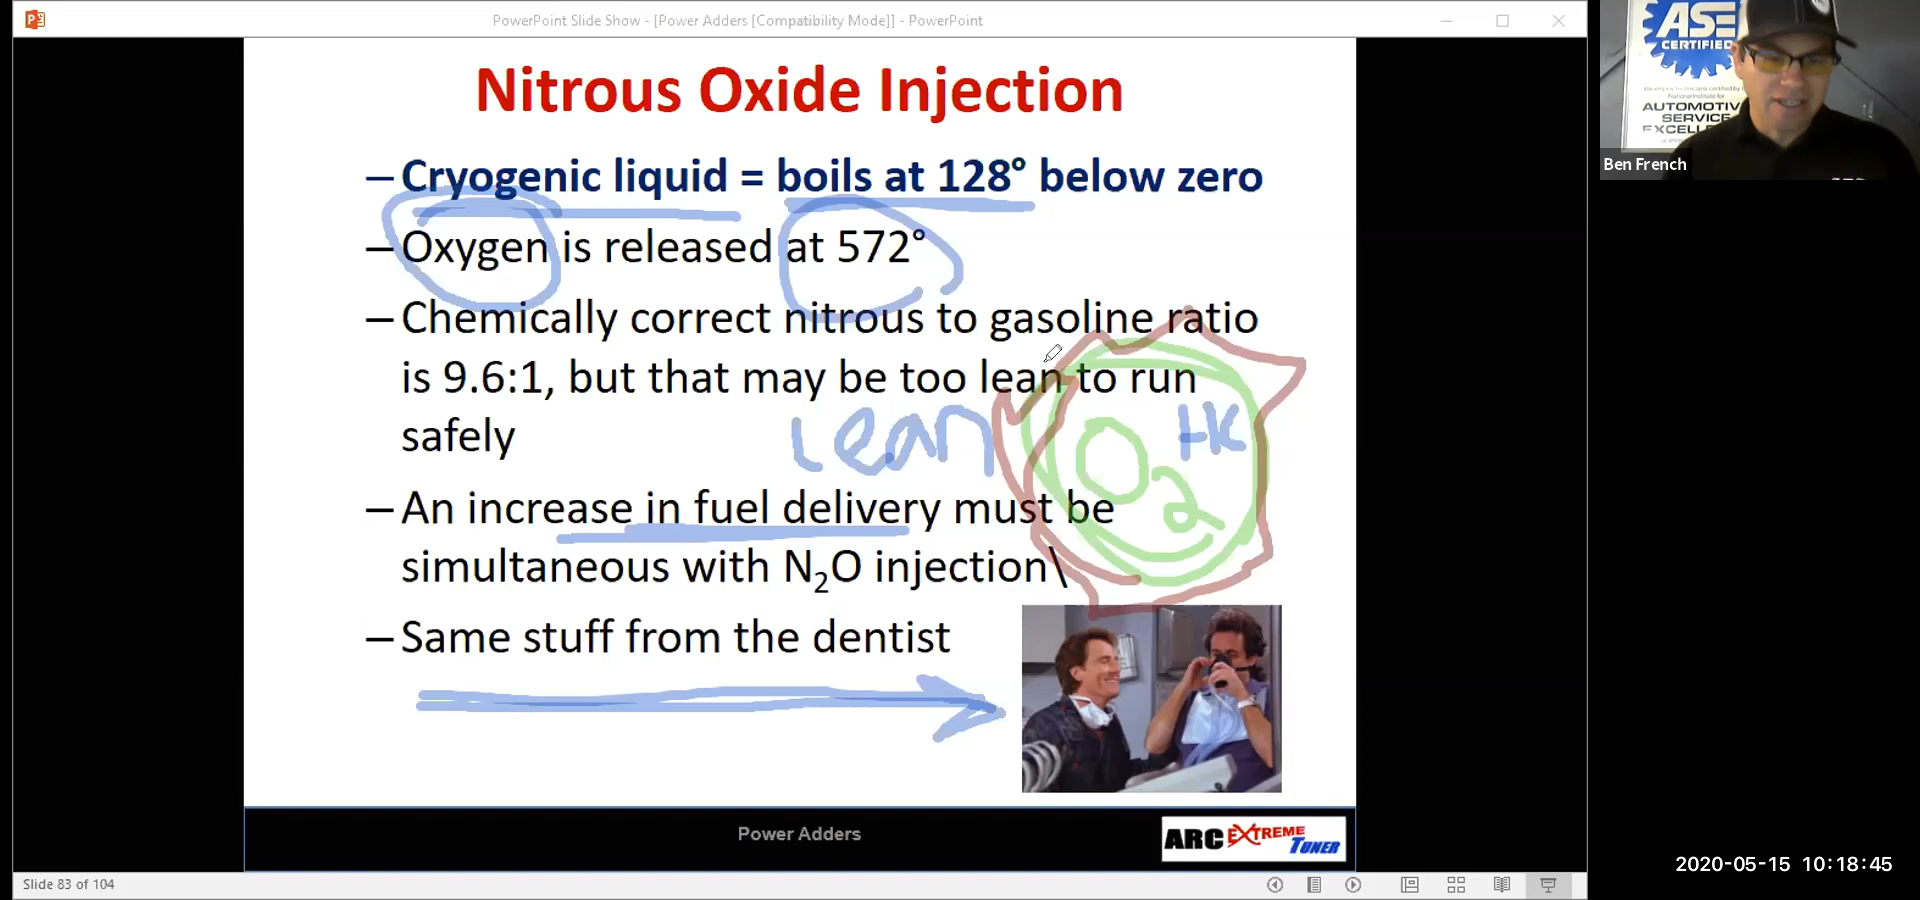 PowerPoint Slide Show - [Power Adders [Compatibility Mode]] - PowerPoint
Nitrous Oxide Injection
– Cryogenic liquid = boils at 128° below zero
– Oxygen is released at 572°
– Chemically correct nitrous to gasoline ratio
is 9.6:1, but that may be too lean to run
safely
Lean
O2
HC
– An increase in fuel delivery must be
simultaneous with N₂O injection\
– Same stuff from the dentist
Power Adders
ARC EXTREME
TUNER
Slide 83 of 104
ASE
CERTIFIED
AUTOMOTIV
SERVICE
EXCELL
Ben French
2020-05-15 10:18:45